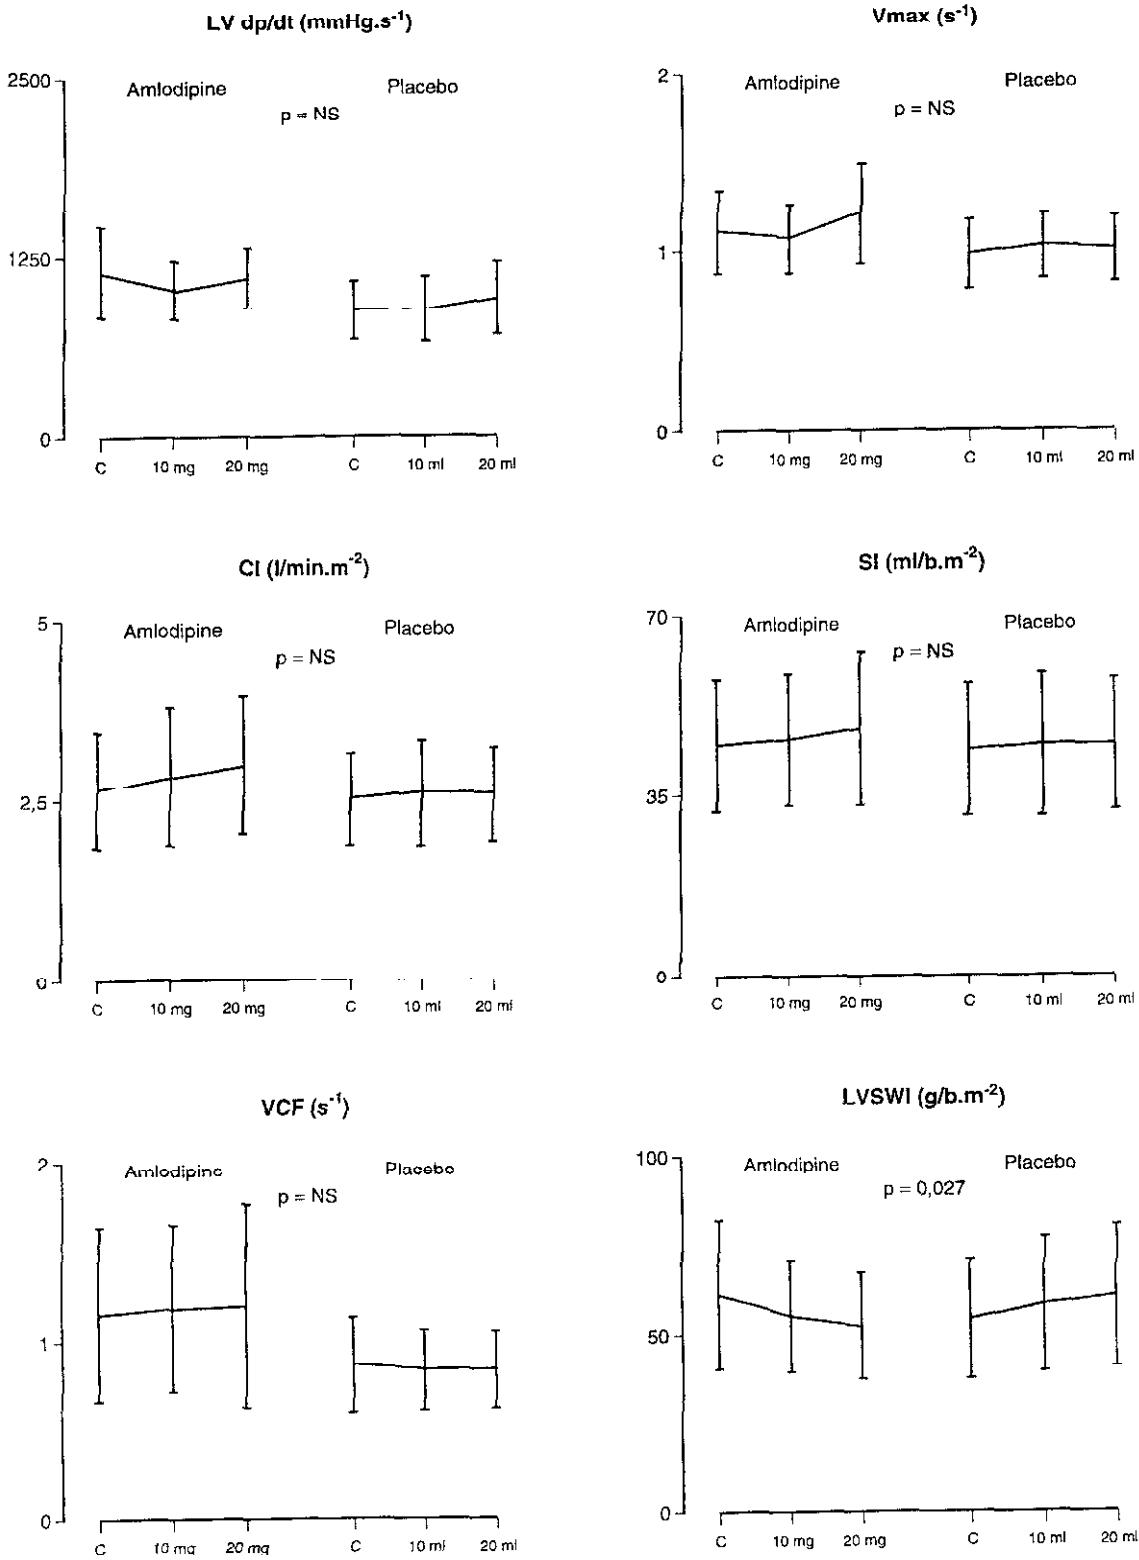 LV dp/dt (mmHg.s⁻¹)
2500
Amlodipine
Placebo
p = NS
1250
0
C
10 mg
20 mg
C
10 ml
20 ml
Vmax (s⁻¹)
2
Amlodipine
Placebo
p = NS
1
0
C
10 mg
20 mg
C
10 ml
20 ml
CI (l/min.m⁻²)
5
Amlodipine
Placebo
p = NS
2,5
0
C
10 mg
20 mg
C
10 ml
20 ml
SI (ml/b.m⁻²)
70
Amlodipine
Placebo
p = NS
35
0
C
10 mg
20 mg
C
10 ml
20 ml
VCF (s⁻¹)
2
Amlodipine
Placebo
p = NS
1
0
C
10 mg
20 mg
C
10 ml
20 ml
LVSWI (g/b.m⁻²)
100
Amlodipine
Placebo
p = 0,027
50
0
C
10 mg
20 mg
C
10 ml
20 ml